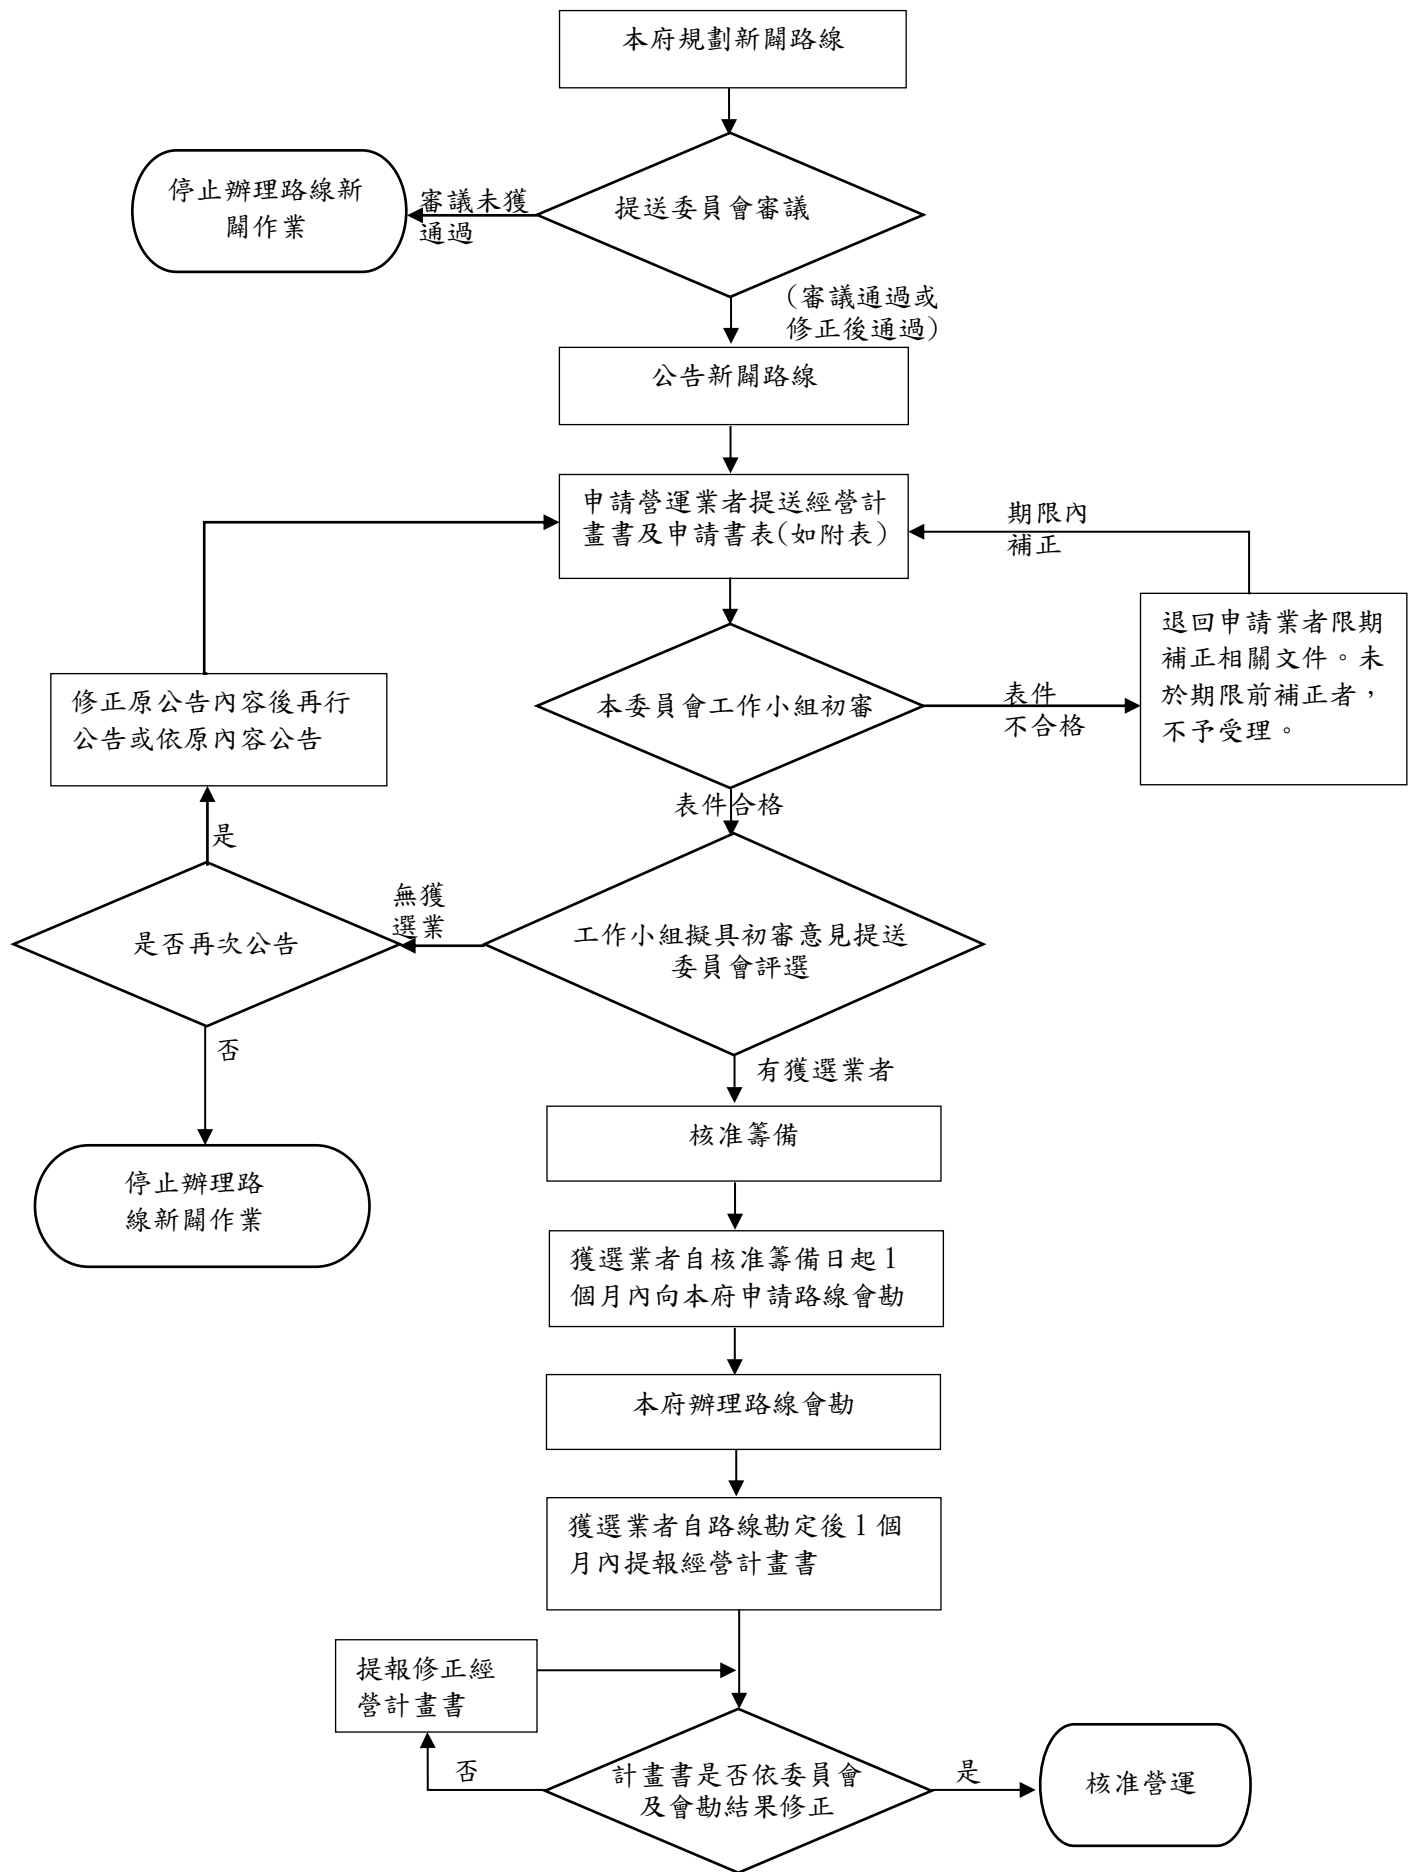 本府規劃新闢路線
提送委員會審議
審議未獲
通過
停止辦理路線新
闢作業
(審議通過或
修正後通過)
公告新闢路線
申請營運業者提送經營計
畫書及申請書表(如附表)
期限內
補正
退回申請業者限期
補正相關文件。未
於期限前補正者,
不予受理。
本委員會工作小組初審
表件
不合格
修正原公告內容後再行
公告或依原內容公告
表件合格
是
無獲
選業
是否再次公告
工作小組擬具初審意見提送
委員會評選
否
有獲選業者
停止辦理路
線新闢作業
核准籌備
獲選業者自核准籌備日起1
個月內向本府申請路線會勘
本府辦理路線會勘
獲選業者自路線勘定後1個
月內提報經營計畫書
提報修正經
營計畫書
否
計畫書是否依委員會
及會勘結果修正
是
核准營運